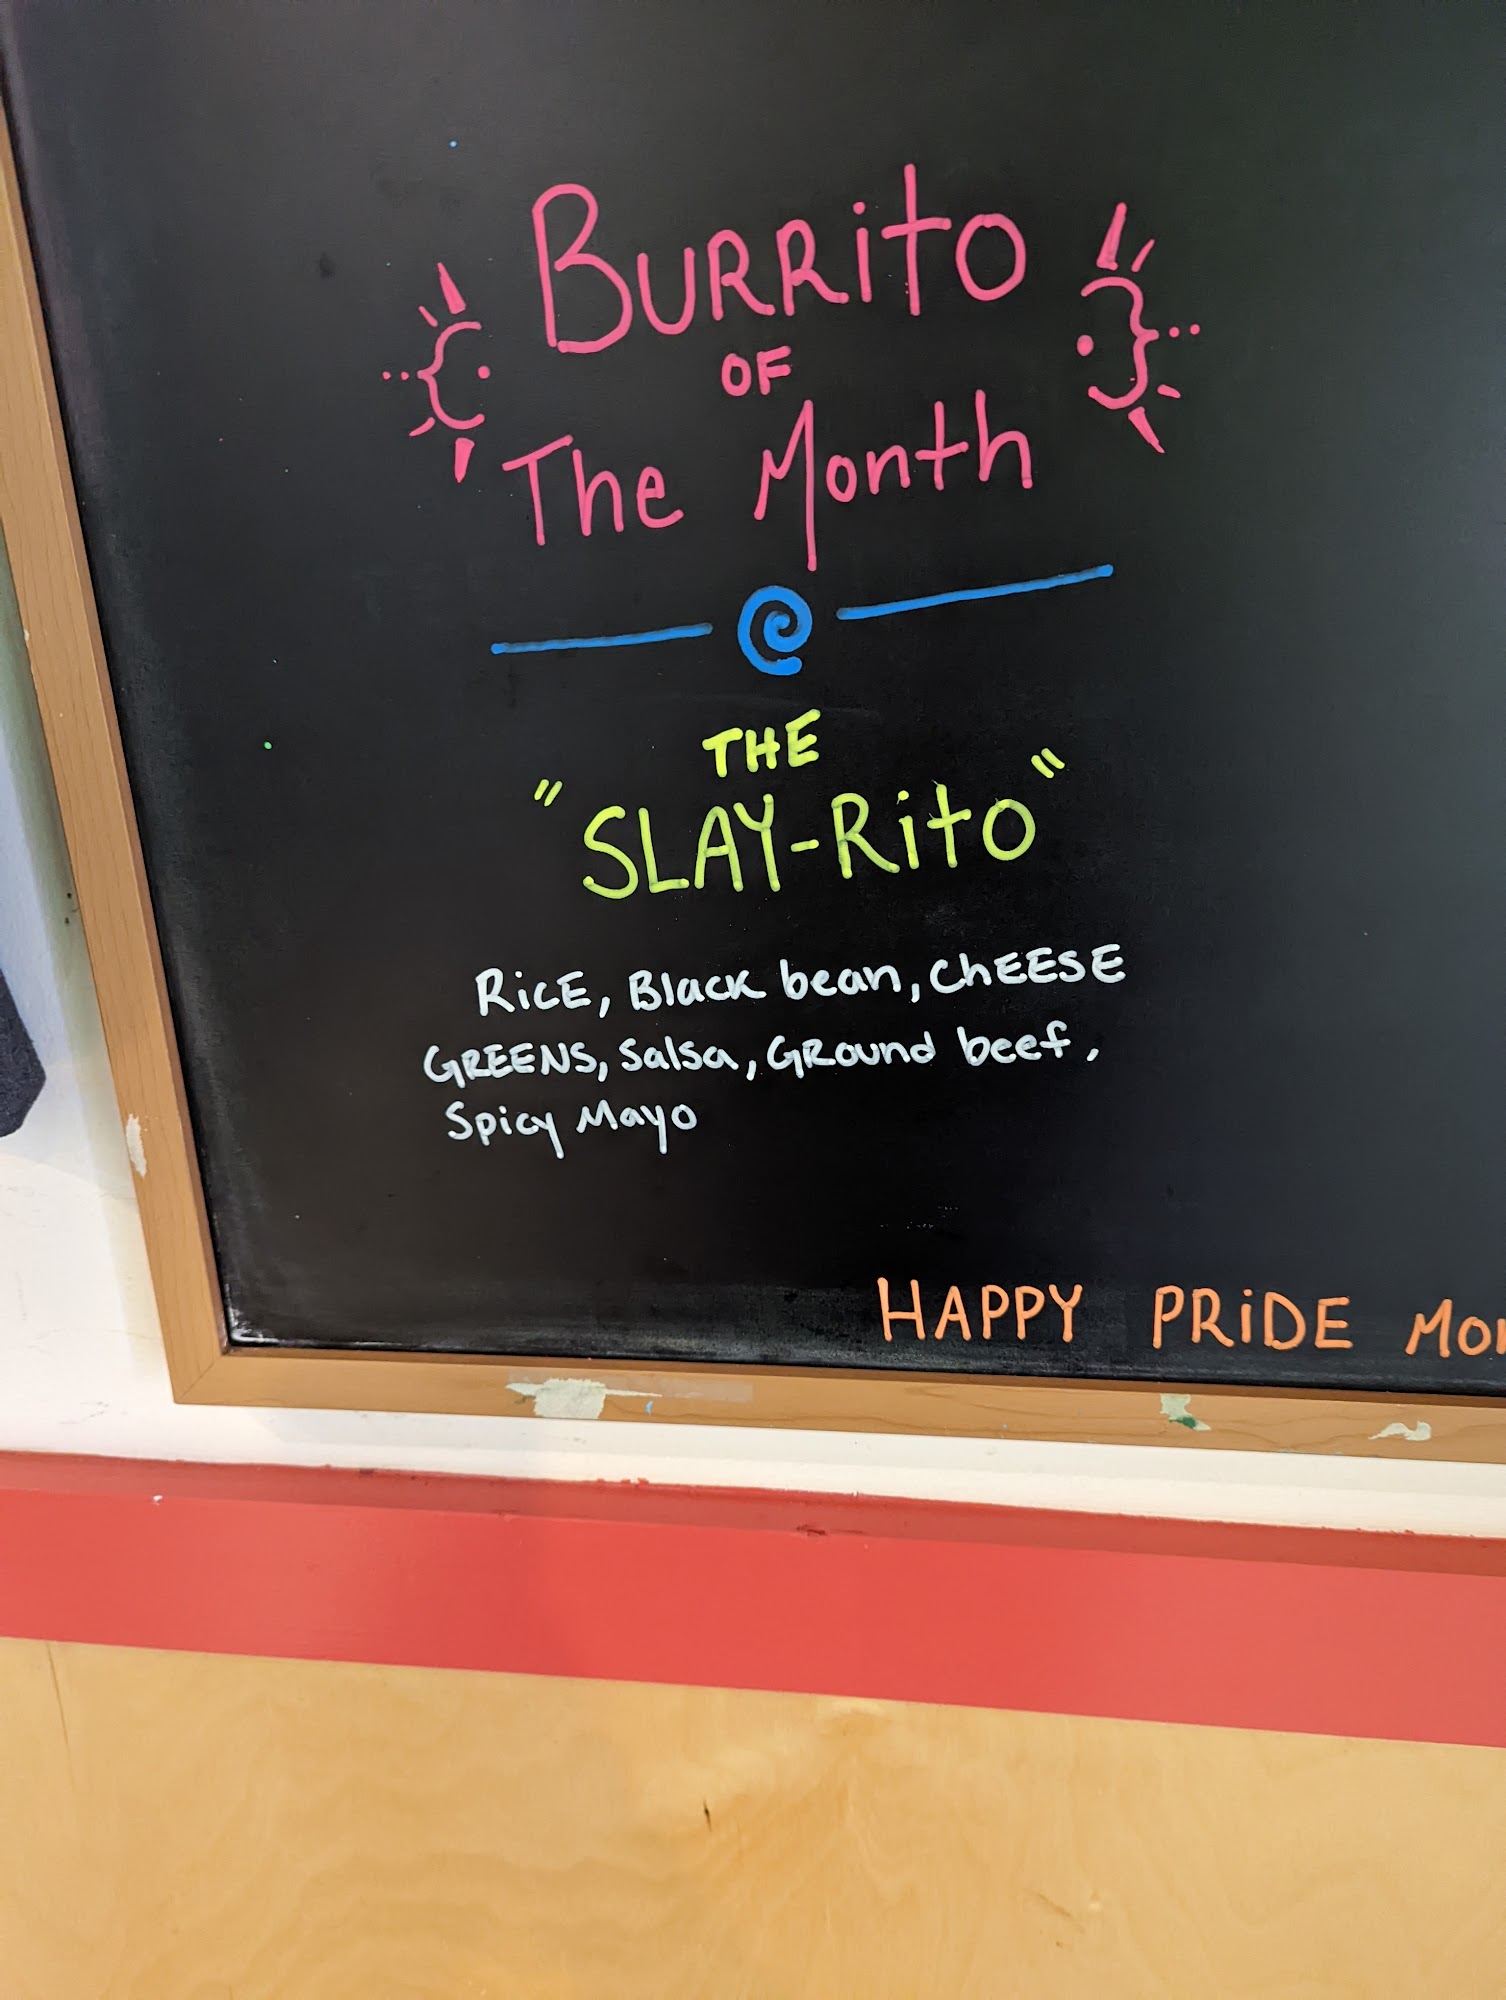 BURRiTO
OF
The Month
THE
"SLAY-RiTO"
RiCE, Black bean, ChEESE
GREENS, Salsa, GROUND beef,
Spicy Mayo
HAPPY PRiDE